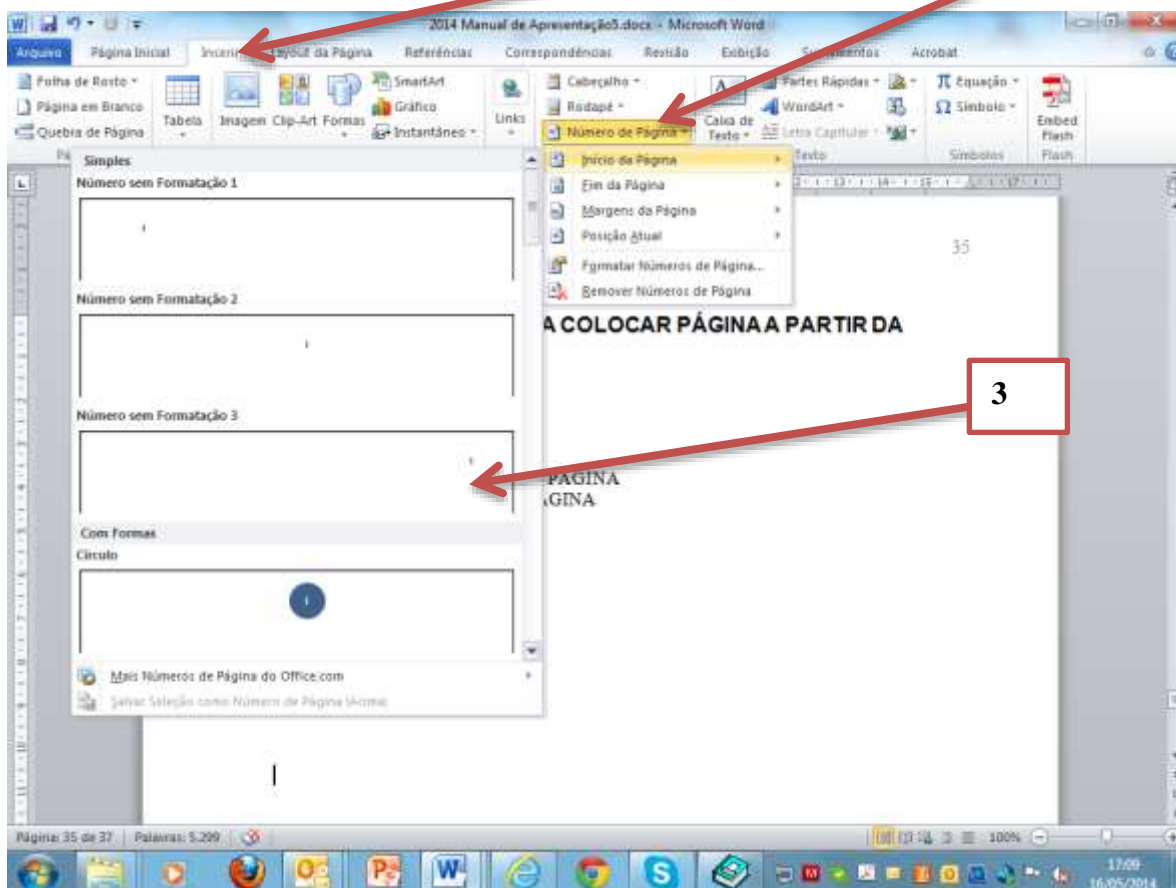 2014 Manual de Apresentação5.docx - Microsoft Word
Arquivo Página Inicial Inserir Layout da Página Referências Correspondências Revisão Exibição Acrobat
Folha de Rosto
Página em Branco
Quebra de Página
Tabela
Imagem Clip-Art Formas
SmartArt
Gráfico
Instantâneo
Links
Cabeçalho
Rodapé
Número de Página
Caixa de Texto
Partes Rápidas
WordArt
Letra Capitular
Texto
π Equação
Ω Símbolo
Símbolos
Embed Flash
Flash
Simples
Número sem Formatação 1
Número sem Formatação 2
Número sem Formatação 3
Com Formas
Círculo
Mais Números de Página do Office.com
Salvar Seleção como Número de Página
Início da Página
Fim da Página
Margens da Página
Posição Atual
Formatar Números de Página...
Remover Números de Página
35
A COLOCAR PÁGINA A PARTIR DA
3
PÁGINA
GINA
Página: 35 de 37 Palavras: 5.299
100%
17:09
16/05/2014